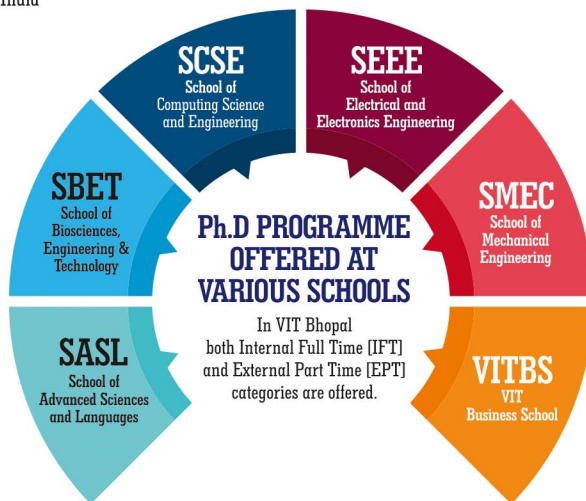 India
SCSE
School of
Computing Science
and Engineering
SEEE
School of
Electrical and
Electronics Engineering
SBET
School of
Biosciences,
Engineering &
Technology
SMEC
School of
Mechanical
Engineering
Ph.D PROGRAMME
OFFERED AT
VARIOUS SCHOOLS
In VIT Bhopal
both Internal Full Time [IFT]
and External Part Time [EPT]
categories are offered.
SASL
School of
Advanced Sciences
and Languages
VITBS
VIT
Business School